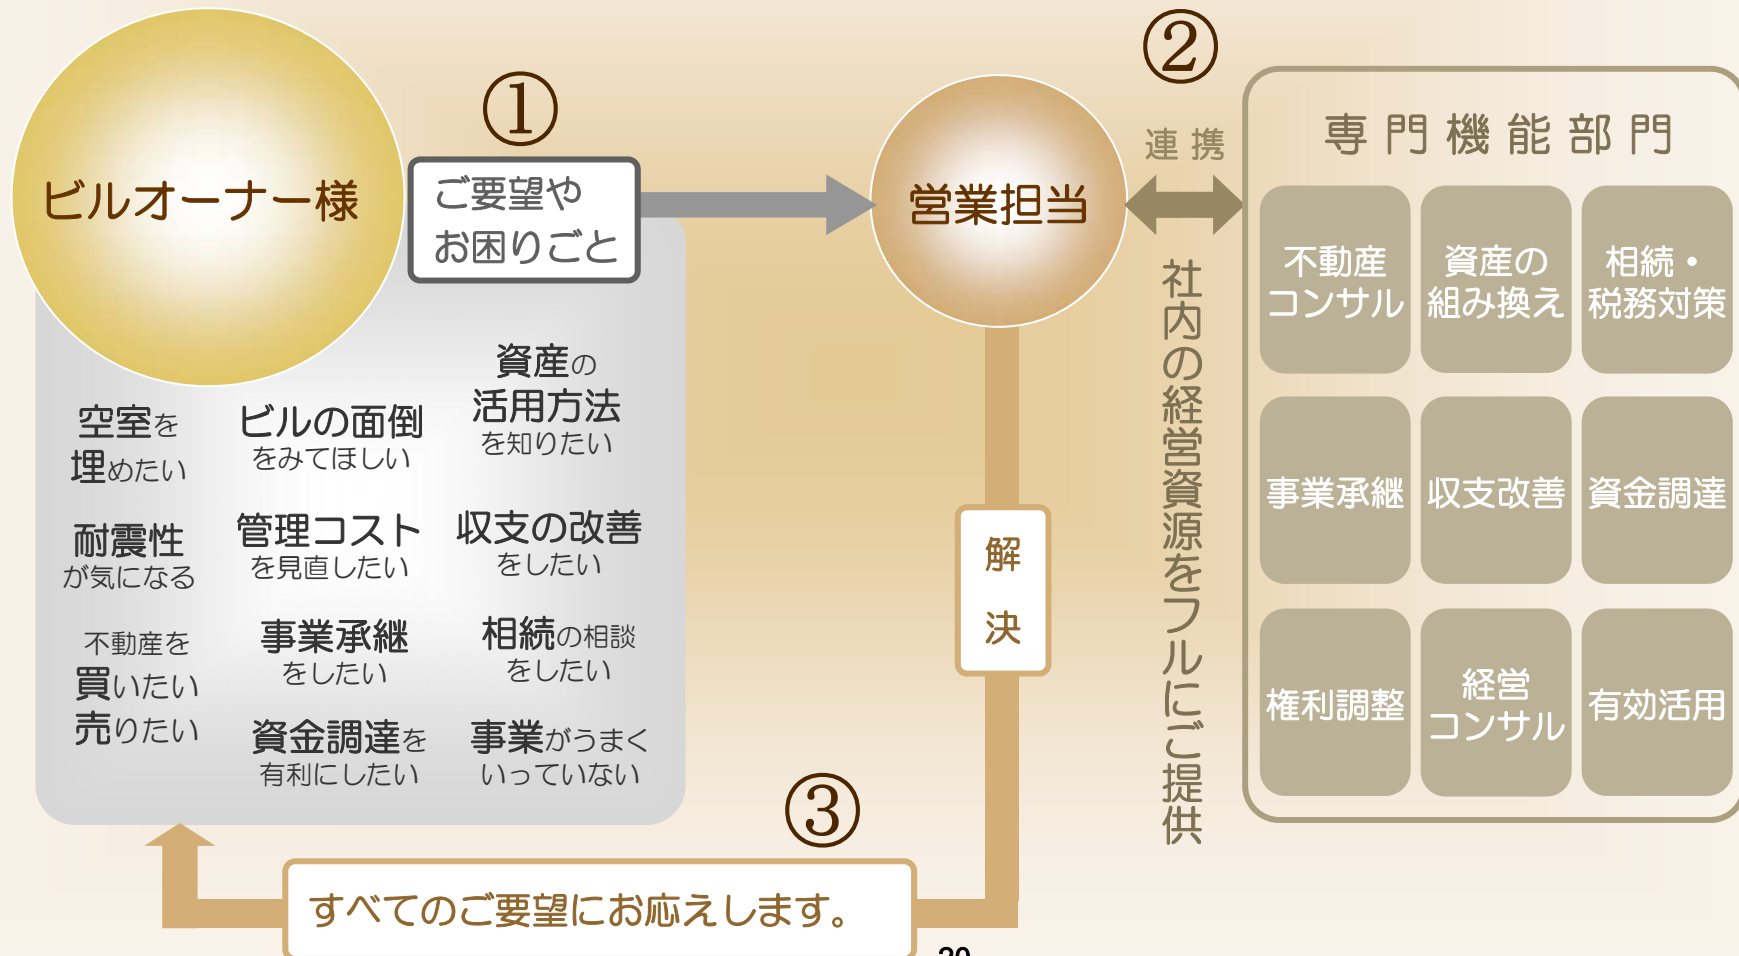 ビルオーナー様
①
ご要望や
お困りごと
営業担当
②
連携
専門機能部門
空室を
埋めたい
ビルの面倒
をみてほしい
資産の
活用方法
を知りたい
耐震性
が気になる
管理コスト
を見直したい
収支の改善
をしたい
不動産を
買いたい
売りたい
事業承継
をしたい
相続の相談
をしたい
資金調達を
有利にしたい
事業がうまく
いっていない
解
決
社内の経営資源をフルにご提供
不動産
コンサル
資産の
組み換え
相続・
税務対策
事業承継
収支改善
資金調達
権利調整
経営
コンサル
有効活用
③
すべてのご要望にお応えします。